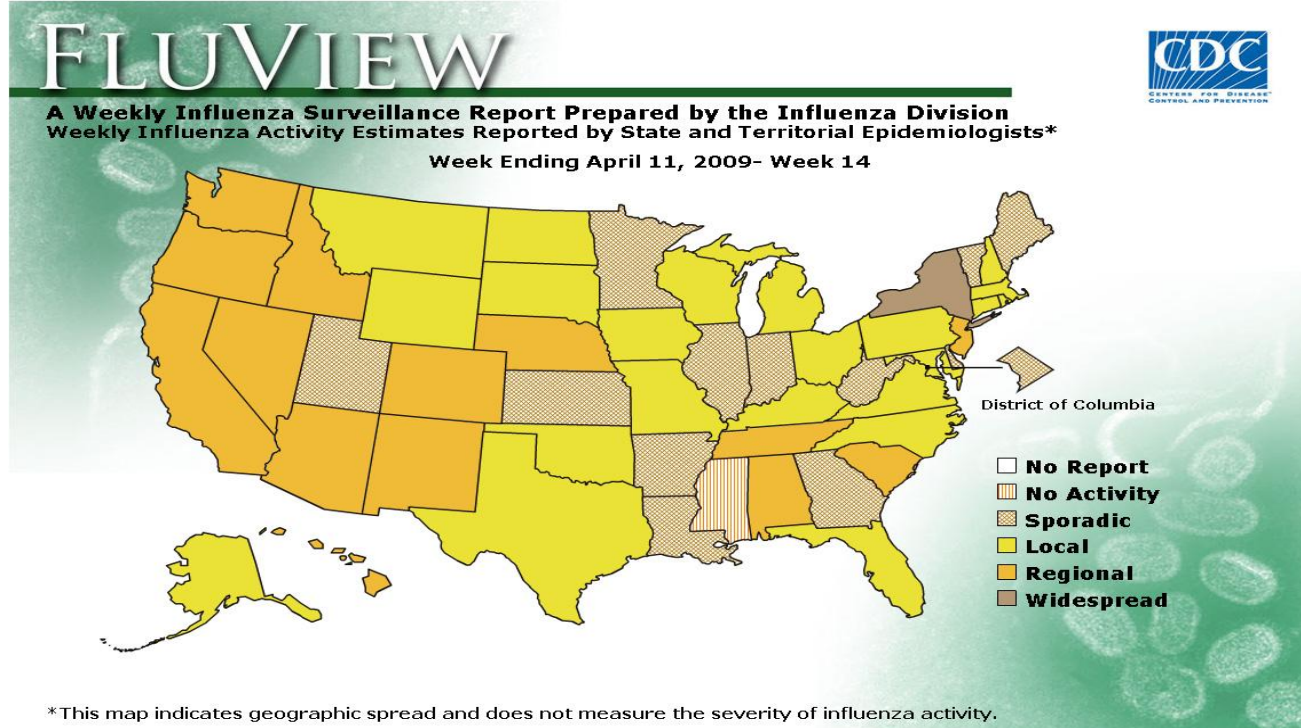 FLUVIEW
CDC
CENTERS FOR DISEASE
CONTROL AND PREVENTION
A Weekly Influenza Surveillance Report Prepared by the Influenza Division
Weekly Influenza Activity Estimates Reported by State and Territorial Epidemiologists*
Week Ending April 11, 2009- Week 14
District of Columbia
No Report
No Activity
Sporadic
Local
Regional
Widespread
*This map indicates geographic spread and does not measure the severity of influenza activity.